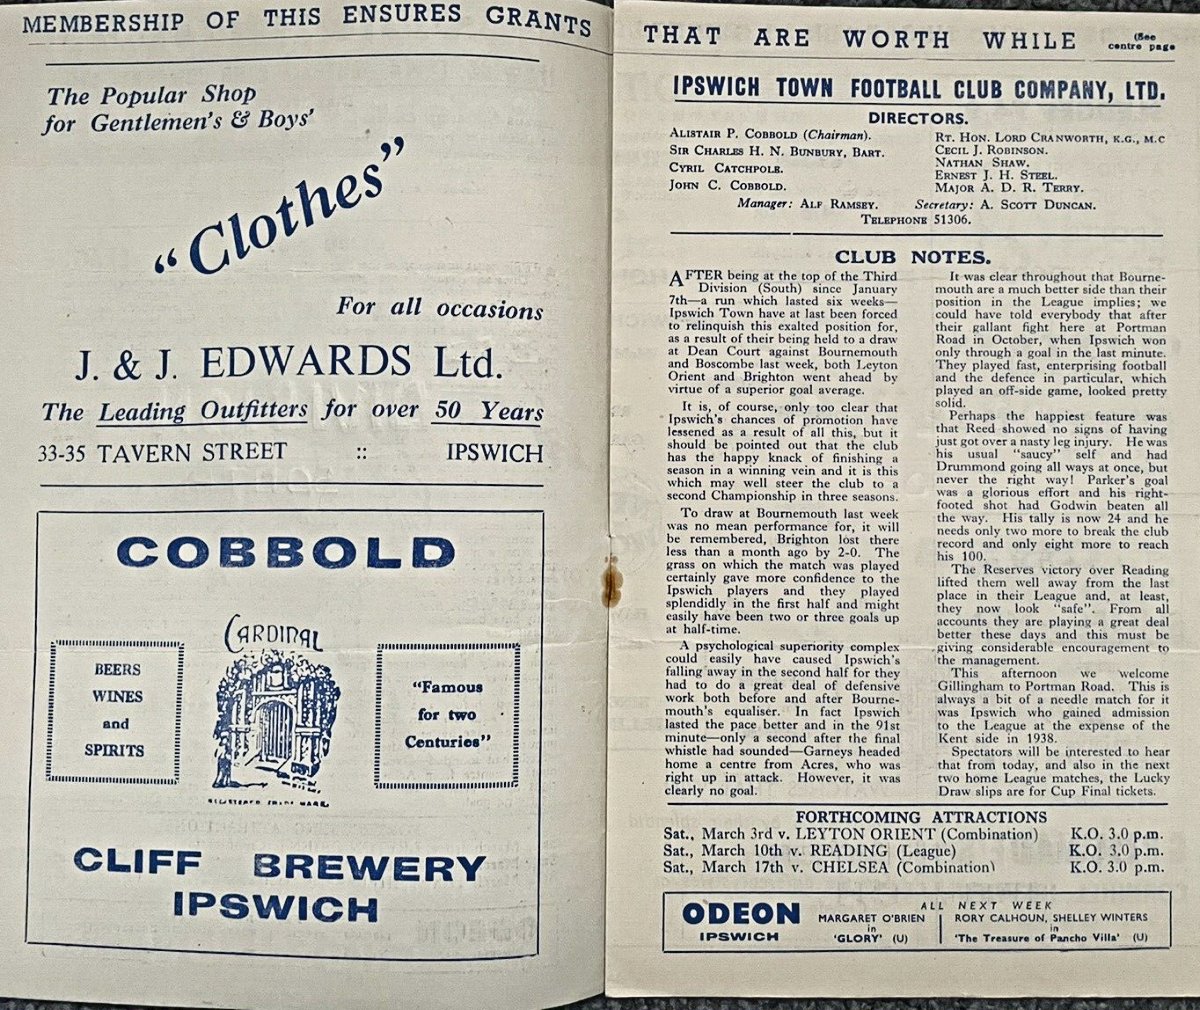 MEMBERSHIP OF THIS ENSURES GRANTS
The Popular Shop
for Gentlemen's & Boys'
"Clothes"
For all occasions
J. & J. EDWARDS Ltd.
The Leading Outfitters for over 50 Years
33-35 TAVERN STREET :: IPSWICH
COBBOLD
CARDINAL
BEERS
WINES
and
SPIRITS
"Famous
for two
Centuries"
REGISTERED TRADE MARK
CLIFF BREWERY
IPSWICH
THAT ARE WORTH WHILE (See
centre page
IPSWICH TOWN FOOTBALL CLUB COMPANY, LTD.
DIRECTORS.
ALISTAIR P. COBBOLD (Chairman).
SIR CHARLES H. N. BUNBURY, BART.
CYRIL CATCHPOLE.
JOHN C. COBBOLD.
RT. HON. LORD CRANWORTH, K.G., M.C
CECIL J. ROBINSON.
NATHAN SHAW.
ERNEST J. H. STEEL.
MAJOR A. D. R. TERRY.
Manager: ALF RAMSEY. Secretary: A. SCOTT DUNCAN.
TELEPHONE 51306.
CLUB NOTES.
AFTER being at the top of the Third
Division (South) since January
7th—a run which lasted six weeks—
Ipswich Town have at last been forced
to relinquish this exalted position for,
as a result of their being held to a draw
at Dean Court against Bournemouth
and Boscombe last week, both Leyton
Orient and Brighton went ahead by
virtue of a superior goal average.
It is, of course, only too clear that
Ipswich's chances of promotion have
lessened as a result of all this, but it
should be pointed out that the club
has the happy knack of finishing a
season in a winning vein and it is this
which may well steer the club to a
second Championship in three seasons.
To draw at Bournemouth last week
was no mean performance for, it will
be remembered, Brighton lost there
less than a month ago by 2-0. The
grass on which the match was played
certainly gave more confidence to the
Ipswich players and they played
splendidly in the first half and might
easily have been two or three goals up
at half-time.
A psychological superiority complex
could easily have caused Ipswich's
falling away in the second half for they
had to do a great deal of defensive
work both before and after Bourne-
mouth's equaliser. In fact Ipswich
lasted the pace better and in the 91st
minute—only a second after the final
whistle had sounded—Garneys headed
home a centre from Acres, who was
right up in attack. However, it was
clearly no goal.
It was clear throughout that Bourne-
mouth are a much better side than their
position in the League implies; we
could have told everybody that after
their gallant fight here at Portman
Road in October, when Ipswich won
only through a goal in the last minute.
They played fast, enterprising football
and the defence in particular, which
played an off-side game, looked pretty
solid.
Perhaps the happiest feature was
that Reed showed no signs of having
just got over a nasty leg injury. He was
his usual "saucy" self and had
Drummond going all ways at once, but
never the right way! Parker's goal
was a glorious effort and his right-
footed shot had Godwin beaten all
the way. His tally is now 24 and he
needs only two more to break the club
record and only eight more to reach
his 100.
The Reserves victory over Reading
lifted them well away from the last
place in their League and, at least,
they now look "safe". From all
accounts they are playing a great deal
better these days and this must be
giving considerable encouragement to
the management.
This afternoon we welcome
Gillingham to Portman Road. This is
always a bit of a needle match for it
was Ipswich who gained admission
to the League at the expense of the
Kent side in 1938.
Spectators will be interested to hear
that from today, and also in the next
two home League matches, the Lucky
Draw slips are for Cup Final tickets.
FORTHCOMING ATTRACTIONS
Sat., March 3rd v. LEYTON ORIENT (Combination) K.O. 3.0 p.m.
Sat., March 10th v. READING (League) K.O. 3.0 p.m.
Sat., March 17th v. CHELSEA (Combination) K.O. 3.0 p.m.
ODEON
IPSWICH
ALL NEXT WEEK
MARGARET O'BRIEN
in
'GLORY' (U)
RORY CALHOUN, SHELLEY WINTERS
in
'The Treasure of Pancho Villa' (U)